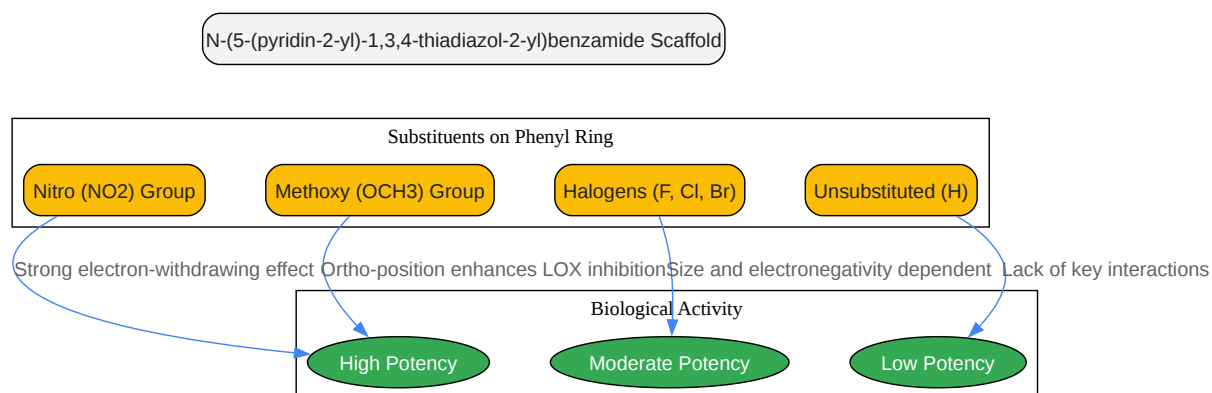 N-(5-(pyridin-2-yl)-1,3,4-thiadiazol-2-yl)benzamide Scaffold
Substituents on Phenyl Ring
Nitro (NO2) Group
Methoxy (OCH3) Group
Halogens (F, Cl, Br)
Unsubstituted (H)
Strong electron-withdrawing effect
Ortho-position enhances LOX inhibition
Size and electronegativity dependent
Lack of key interactions
Biological Activity
High Potency
Moderate Potency
Low Potency